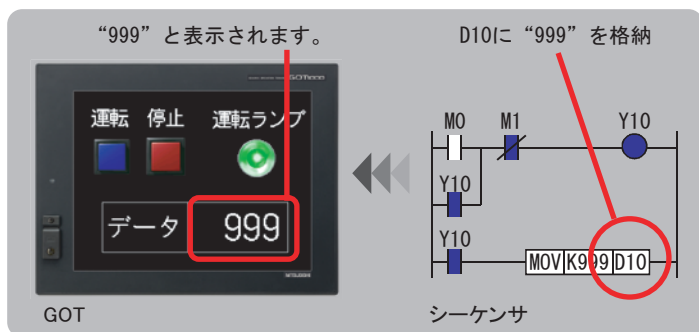 “999”と表示されます。
D10に“999”を格納
GOT1000
運転 停止 運転ランプ
データ 999
MITSUBISHI
GOT
M0 M1 Y10
Y10
Y10
MOV K999 D10
シーケンサ